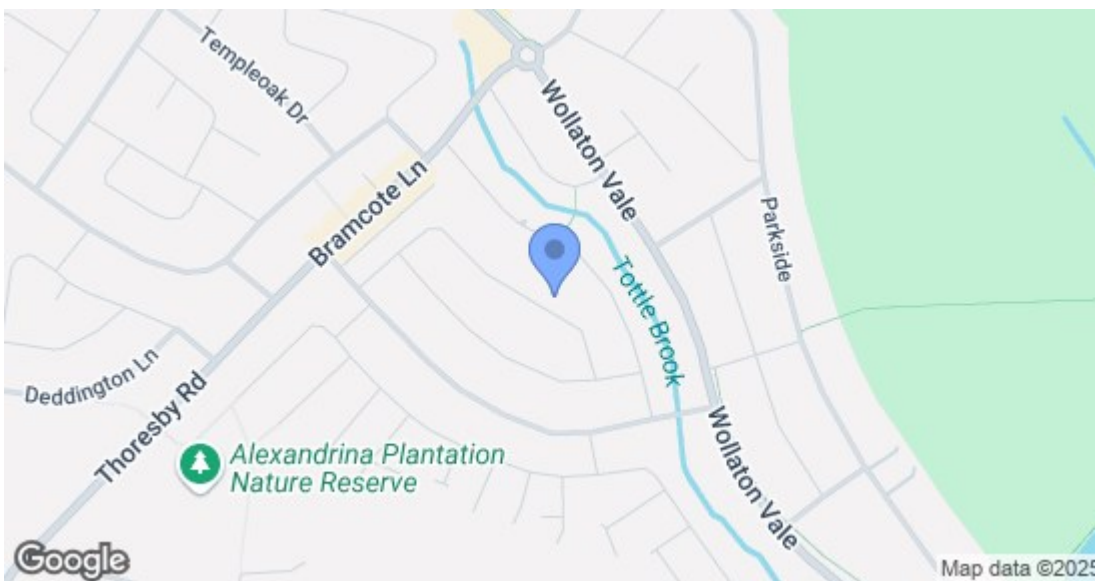 Templeoak Dr
Wollaton Vale
Bramcote Ln
Parkside
Tottle Brook
Deddington Ln
Thoresby Rd
Wollaton Vale
Alexandrina Plantation
Nature Reserve
Google
Map data ©2025